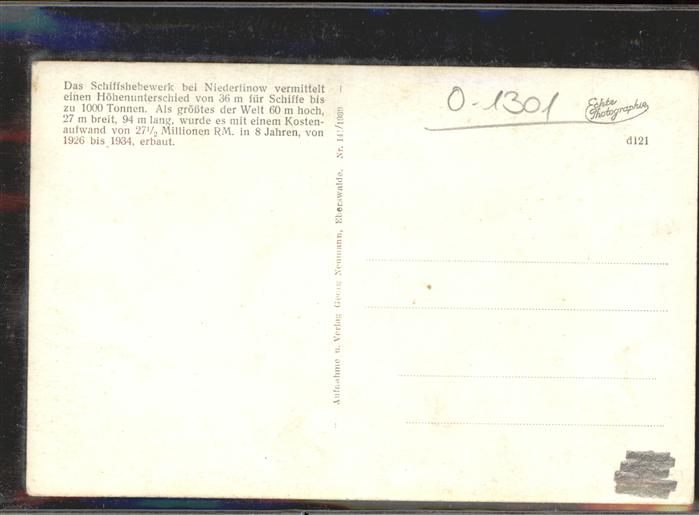 Das Schiffshebewerk bei Niederfinow vermittelt
einen Höhenunterschied von 36 m für Schiffe bis
zu 1000 Tonnen. Als größtes der Welt 60 m hoch,
27 m breit, 94 m lang, wurde es mit einem Kosten-
aufwand von 27½ Millionen RM. in 8 Jahren, von
1926 bis 1934, erbaut.
Aufnahme u. Verlag Georg Neumann, Eberswalde. Nr.
O-1301
Echte
Photographie
d121